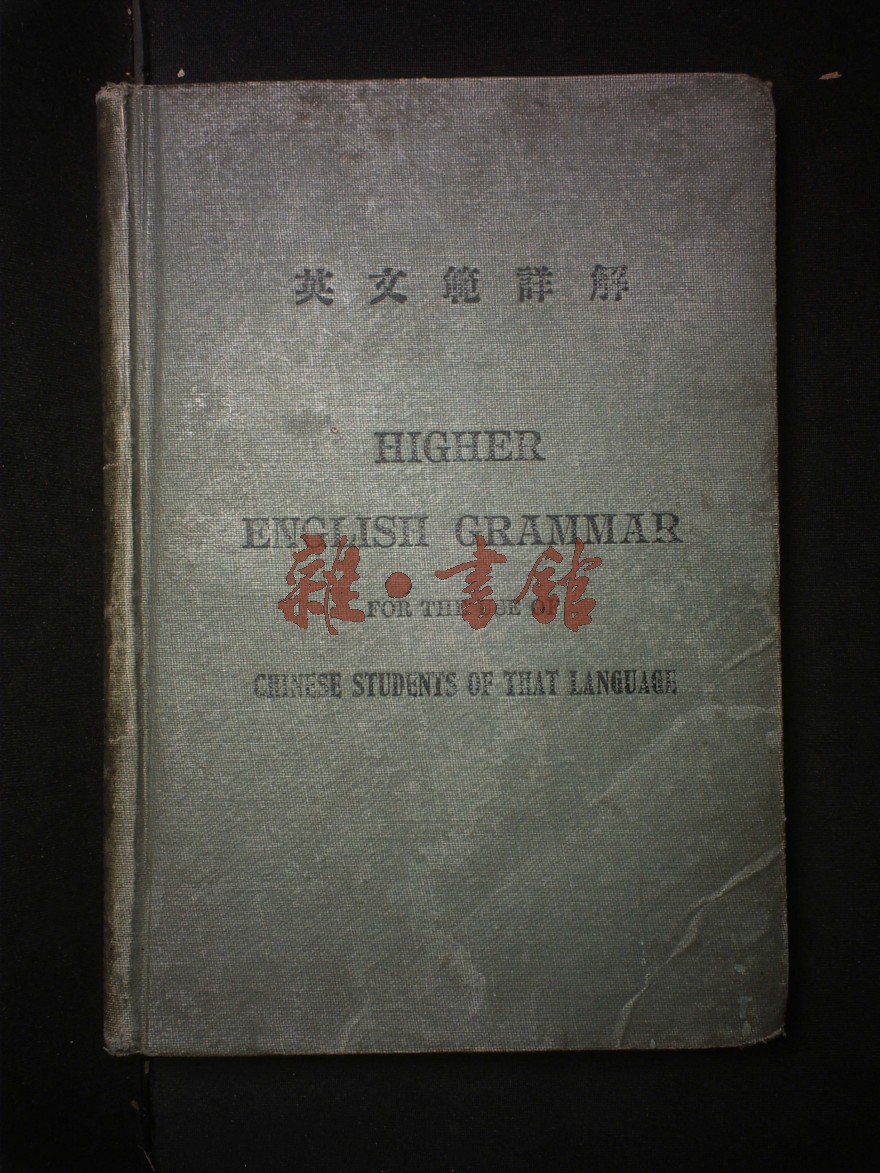 英文範詳解
HIGHER
ENGLISH GRAMMAR
雜·書館
FOR THE USE OF
CHINESE STUDENTS OF THAT LANGUAGE